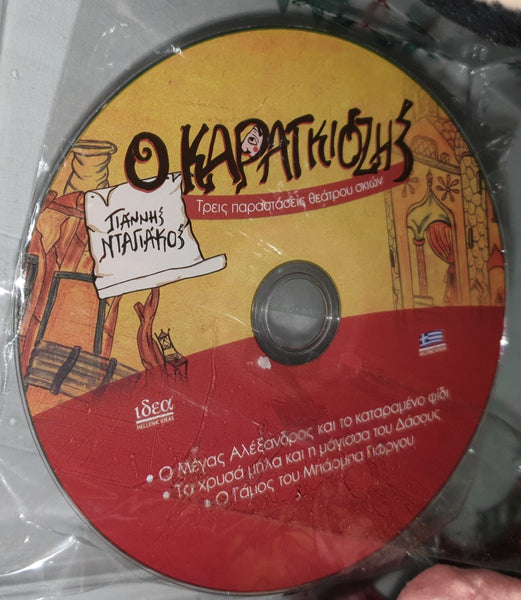 Ο ΚΑΡΑΓΚΙΟΖΗΣ
Τρεις παραστάσεις θεάτρου σκιών
ΓΙΑΝΝΗΣ
ΝΤΑΓΙΑΚΟΣ
ιδεα
HELLENIC IDEAS
• Ο Μέγας Αλέξανδρος και το καταραμένο φίδι
• Τα χρυσά μήλα και η μάγισσα του Δάσους
• Ο Γάμος του Μπάρμπα Γιώργου